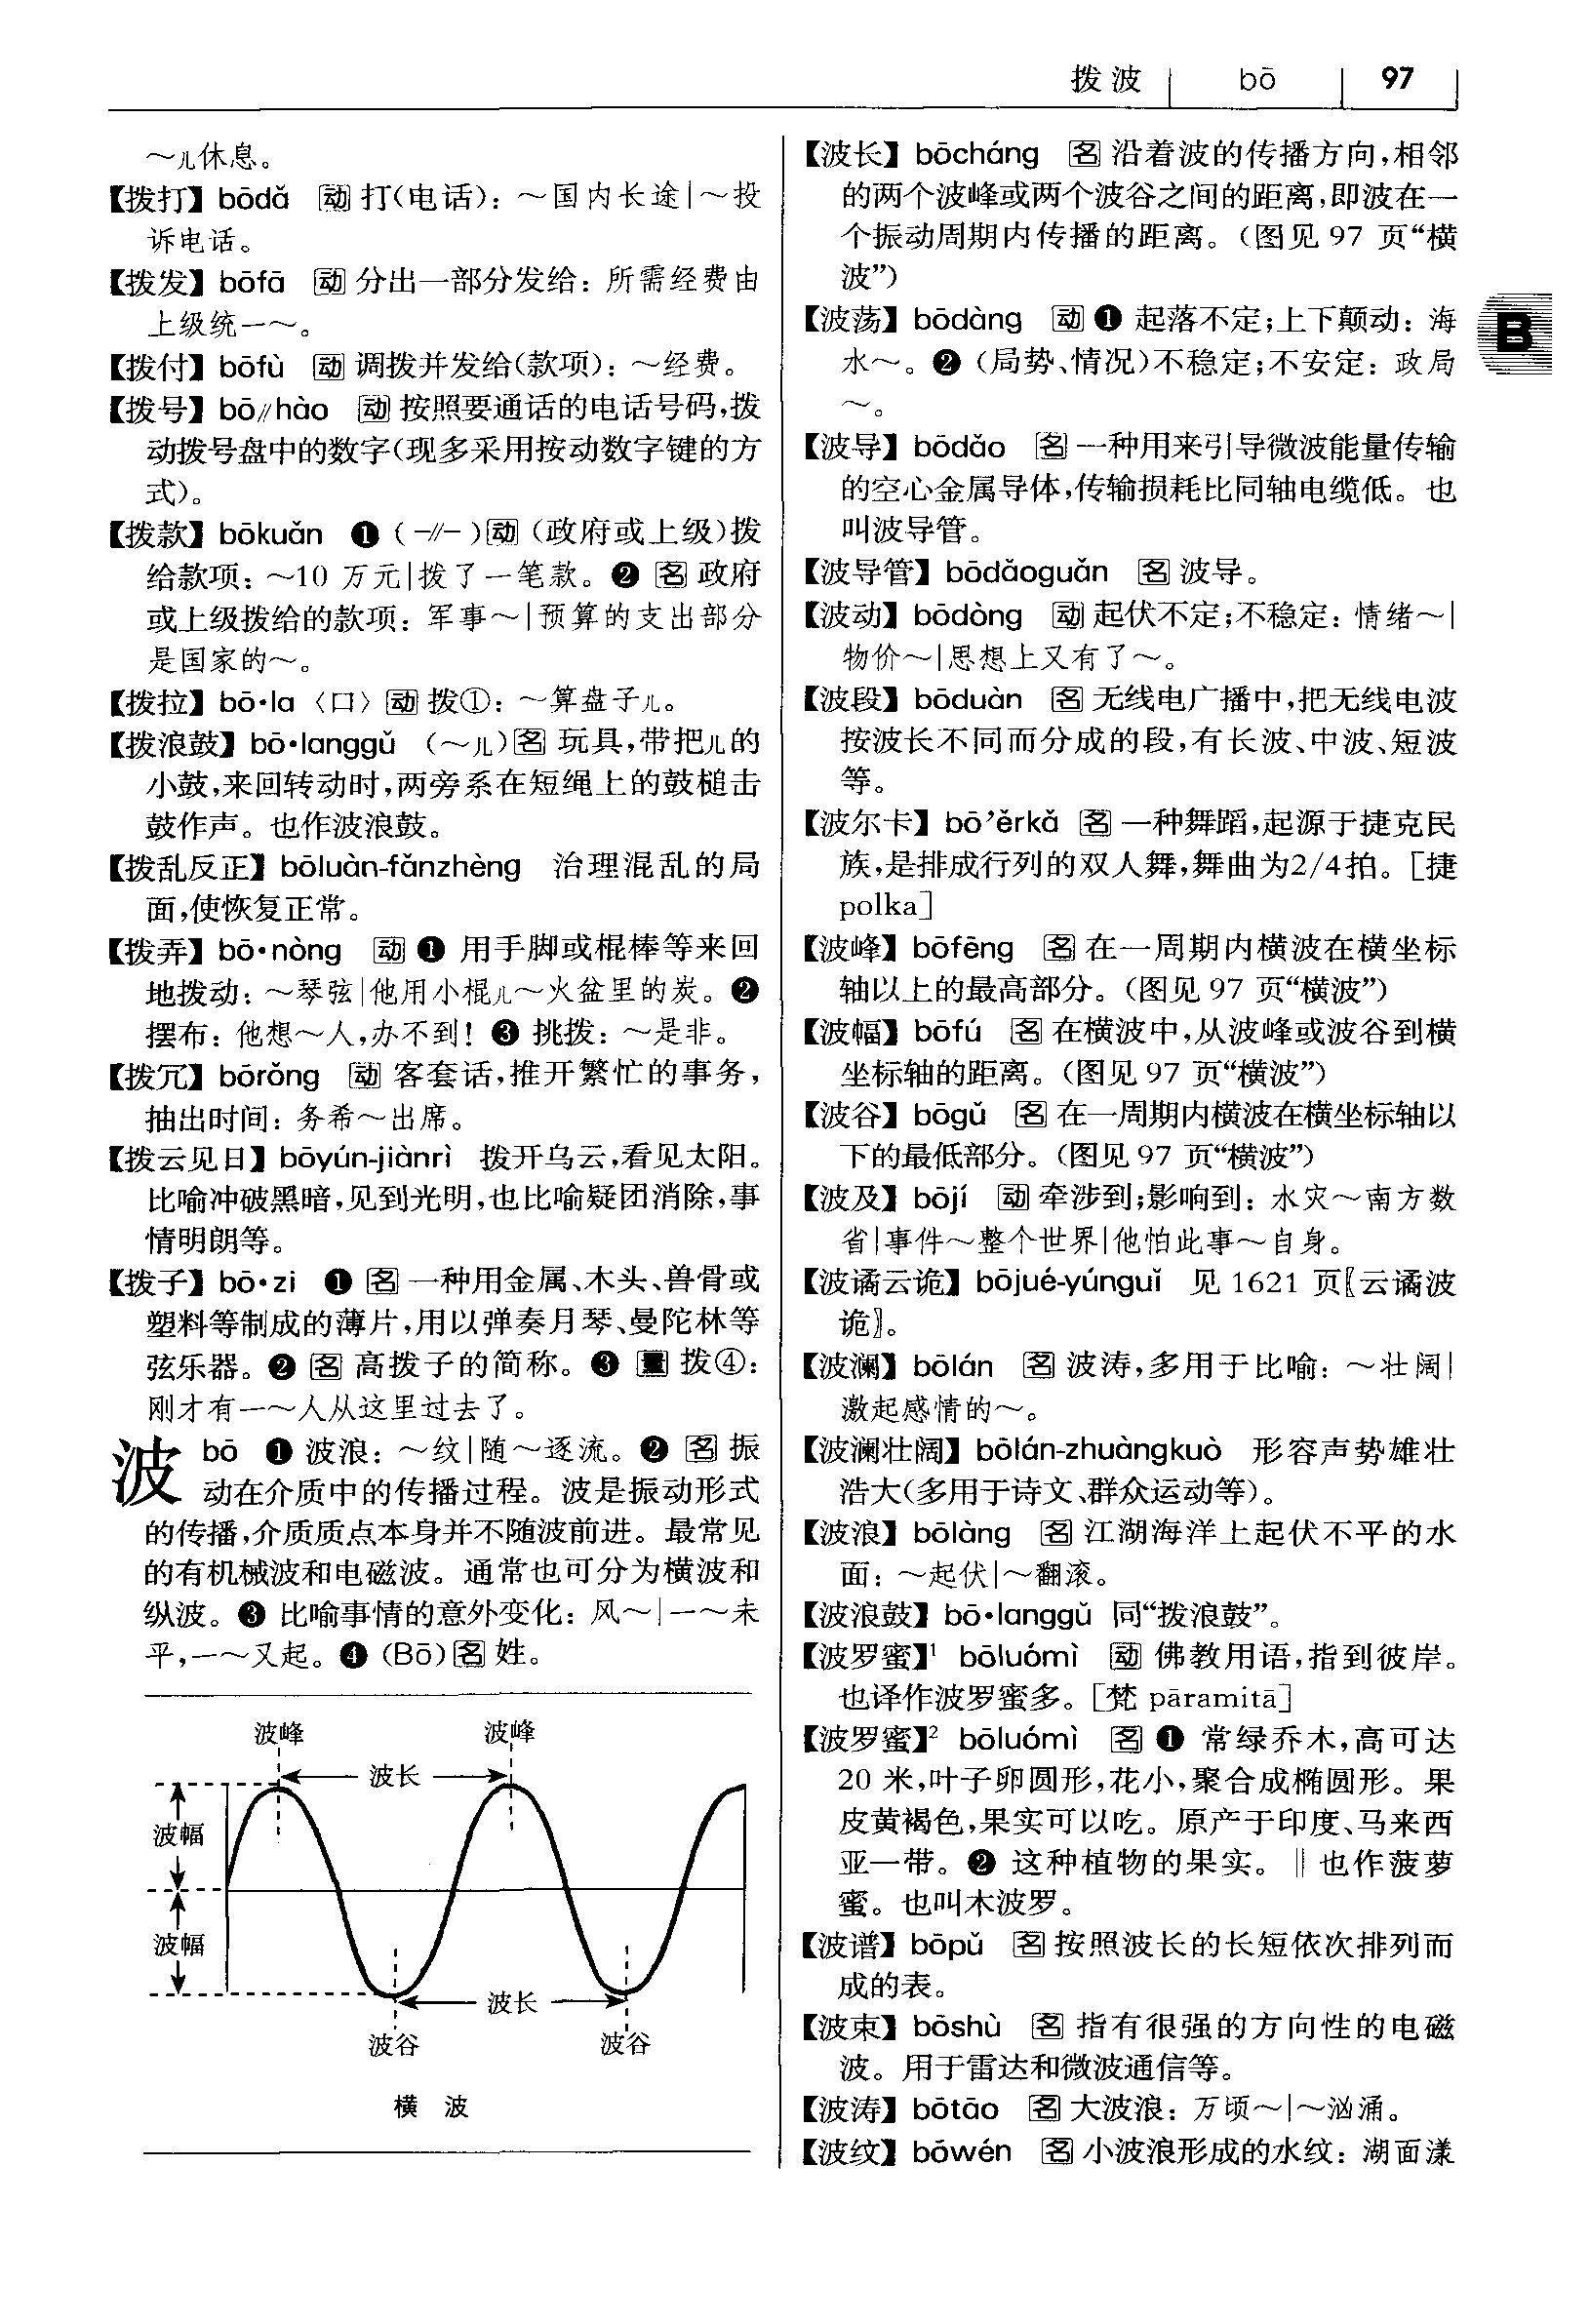 拨波 bō 97
～儿休息。
【拨打】bōdǎ 动 打(电话)：～国内长途|～投
诉电话。
【拨发】bōfā 动 分出一部分发给：所需经费由
上级统一～。
【拨付】bōfù 动 调拨并发给(款项)：～经费。
【拨号】bō∥hào 动 按照要通话的电话号码,拨
动拨号盘中的数字(现多采用按动数字键的方
式)。
【拨款】bōkuǎn ❶(-∥-)动(政府或上级)拨
给款项：～10 万元|拨了一笔款。❷ 名 政府
或上级拨给的款项：军事～|预算的支出部分
是国家的～。
【拨拉】bō·la〈口〉动 拨①：～算盘子儿。
【拨浪鼓】bō·langgǔ (～儿)名 玩具,带把儿的
小鼓,来回转动时,两旁系在短绳上的鼓槌击
鼓作声。也作波浪鼓。
【拨乱反正】bōluàn-fǎnzhèng 治理混乱的局
面,使恢复正常。
【拨弄】bō·nòng 动 ❶ 用手脚或棍棒等来回
地拨动：～琴弦|他用小棍儿～火盆里的炭。❷
摆布：他想～人,办不到！❸ 挑拨：～是非。
【拨冗】bōrǒng 动 客套话,推开繁忙的事务,
抽出时间：务希～出席。
【拨云见日】bōyún-jiànrì 拨开乌云,看见太阳。
比喻冲破黑暗,见到光明,也比喻疑团消除,事
情明朗等。
【拨子】bō·zi ❶ 名 一种用金属、木头、兽骨或
塑料等制成的薄片,用以弹奏月琴、曼陀林等
弦乐器。❷ 名 高拨子的简称。❸ 量 拨④：
刚才有一～人从这里过去了。
波 bō ❶ 波浪：～纹|随～逐流。❷ 名 振
动在介质中的传播过程。波是振动形式
的传播,介质质点本身并不随波前进。最常见
的有机械波和电磁波。通常也可分为横波和
纵波。❸ 比喻事情的意外变化：风～|一～未
平,一～又起。❹ (Bō)名 姓。
波峰 波峰
波长
波幅
波幅
波长
波谷 波谷
横 波
【波长】bōcháng 名 沿着波的传播方向,相邻
的两个波峰或两个波谷之间的距离,即波在一
个振动周期内传播的距离。(图见 97 页“横
波”)
【波荡】bōdàng 动 ❶ 起落不定;上下颠动：海
水～。❷ (局势、情况)不稳定;不安定：政局
～。
B
【波导】bōdǎo 名 一种用来引导微波能量传输
的空心金属导体,传输损耗比同轴电缆低。也
叫波导管。
【波导管】bōdǎoguǎn 名 波导。
【波动】bōdòng 动 起伏不定;不稳定：情绪～|
物价～|思想上又有了～。
【波段】bōduàn 名 无线电广播中,把无线电波
按波长不同而分成的段,有长波、中波、短波
等。
【波尔卡】bō’ěrkǎ 名 一种舞蹈,起源于捷克民
族,是排成行列的双人舞,舞曲为2/4拍。[捷
polka]
【波峰】bōfēng 名 在一周期内横波在横坐标
轴以上的最高部分。(图见 97 页“横波”)
【波幅】bōfú 名 在横波中,从波峰或波谷到横
坐标轴的距离。(图见 97 页“横波”)
【波谷】bōgǔ 名 在一周期内横波在横坐标轴以
下的最低部分。(图见 97 页“横波”)
【波及】bōjí 动 牵涉到;影响到：水灾～南方数
省|事件～整个世界|他怕此事～自身。
【波谲云诡】bōjué-yúnguǐ 见 1621 页〖云谲波
诡〗。
【波澜】bōlán 名 波涛,多用于比喻：～壮阔|
激起感情的～。
【波澜壮阔】bōlán-zhuàngkuò 形容声势雄壮
浩大(多用于诗文、群众运动等)。
【波浪】bōlàng 名 江湖海洋上起伏不平的水
面：～起伏|～翻滚。
【波浪鼓】bō·langgǔ 同“拨浪鼓”。
【波罗蜜】¹ bōluómì 动 佛教用语,指到彼岸。
也译作波罗蜜多。[梵 pāramitā]
【波罗蜜】² bōluómì 名 ❶ 常绿乔木,高可达
20 米,叶子卵圆形,花小,聚合成椭圆形。果
皮黄褐色,果实可以吃。原产于印度、马来西
亚一带。❷ 这种植物的果实。‖也作菠萝
蜜。也叫木波罗。
【波谱】bōpǔ 名 按照波长的长短依次排列而
成的表。
【波束】bōshù 名 指有很强的方向性的电磁
波。用于雷达和微波通信等。
【波涛】bōtāo 名 大波浪：万顷～|～汹涌。
【波纹】bōwén 名 小波浪形成的水纹：湖面漾